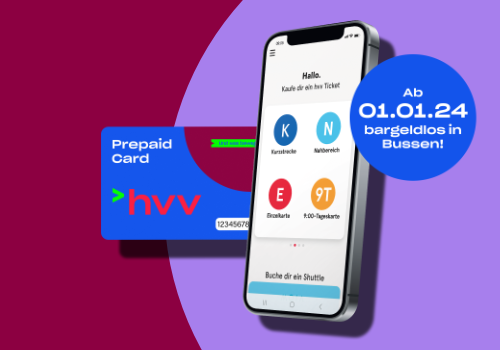 Prepaid
Card
>hvv
12345678
Hallo.
Kaufe dir ein hvv Ticket
K
Kurzstrecke
N
Nahbereich
E
Einzelkarte
9T
9:00-Tageskarte
Buche dir ein Shuttle
Ab
01.01.24
bargeldlos in
Bussen!